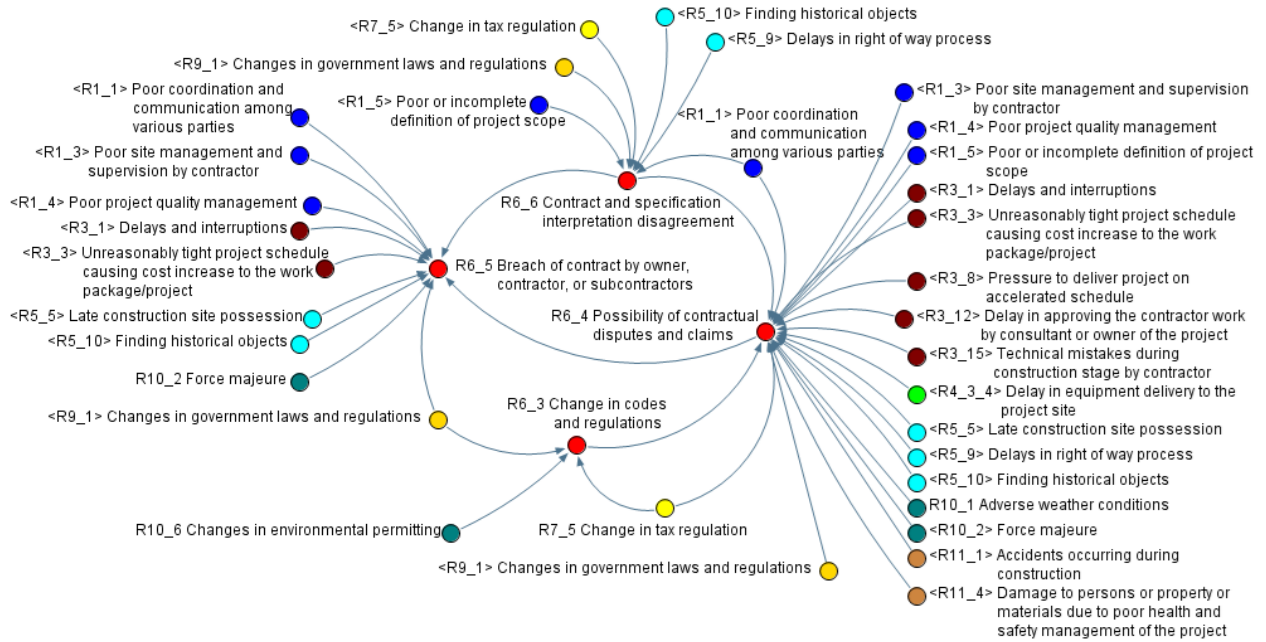 <R5_10> Finding historical objects
<R7_5> Change in tax regulation
<R5_9> Delays in right of way process
<R9_1> Changes in government laws and regulations
<R1_1> Poor coordination and
communication among
various parties
<R1_5> Poor or incomplete
definition of project scope
<R1_1> Poor coordination
and communication
among various parties
<R1_3> Poor site management and
supervision by contractor
<R1_4> Poor project quality management
<R3_1> Delays and interruptions
<R3_3> Unreasonably tight project schedule
causing cost increase to the work
package/project
<R5_5> Late construction site possession
<R5_10> Finding historical objects
R10_2 Force majeure
<R9_1> Changes in government laws and regulations
R6_6 Contract and specification
interpretation disagreement
R6_5 Breach of contract by owner,
contractor, or subcontractors
R6_4 Possibility of contractual
disputes and claims
R6_3 Change in codes
and regulations
R10_6 Changes in environmental permitting
R7_5 Change in tax regulation
<R9_1> Changes in government laws and regulations
<R1_3> Poor site management and supervision
by contractor
<R1_4> Poor project quality management
<R1_5> Poor or incomplete definition of project
scope
<R3_1> Delays and interruptions
<R3_3> Unreasonably tight project schedule
causing cost increase to the work
package/project
<R3_8> Pressure to deliver project on
accelerated schedule
<R3_12> Delay in approving the contractor work
by consultant or owner of the project
<R3_15> Technical mistakes during
construction stage by contractor
<R4_3_4> Delay in equipment delivery to the
project site
<R5_5> Late construction site possession
<R5_9> Delays in right of way process
<R5_10> Finding historical objects
R10_1 Adverse weather conditions
<R10_2> Force majeure
<R11_1> Accidents occurring during
construction
<R11_4> Damage to persons or property or
materials due to poor health and
safety management of the project